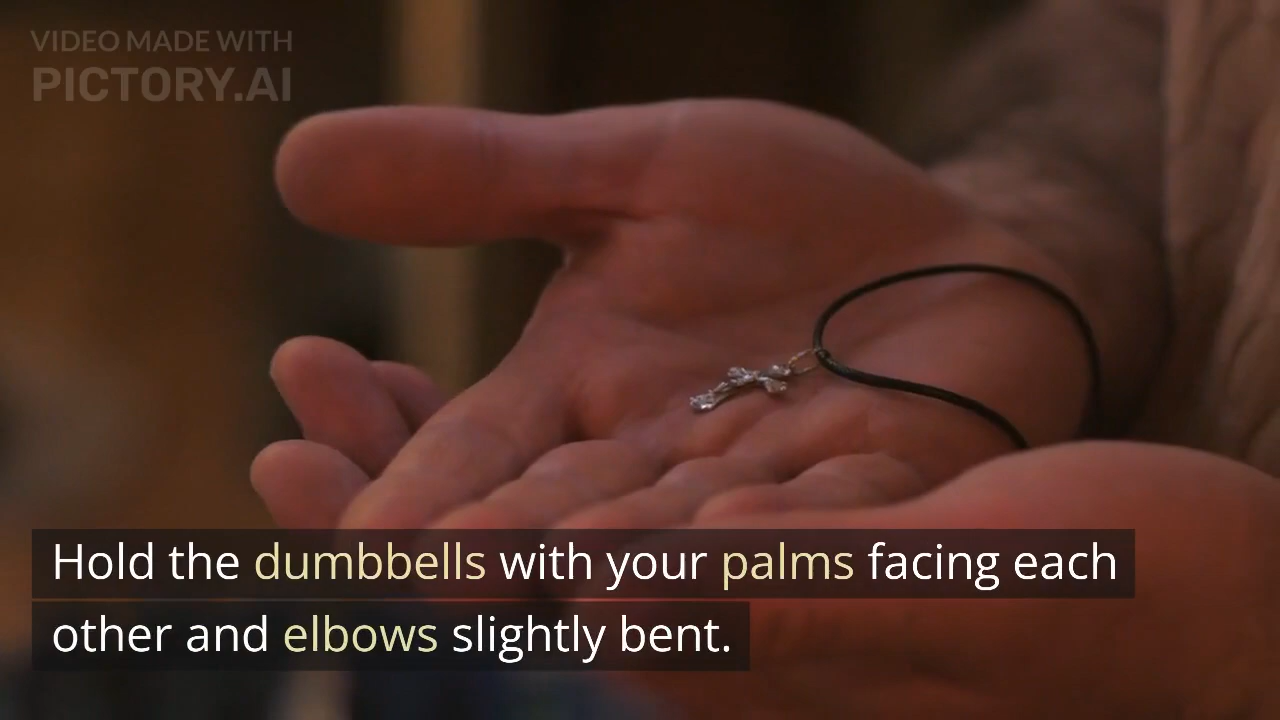 VIDEO MADE WITH
PICTORY.AI
Hold the dumbbells with your palms facing each
other and elbows slightly bent.